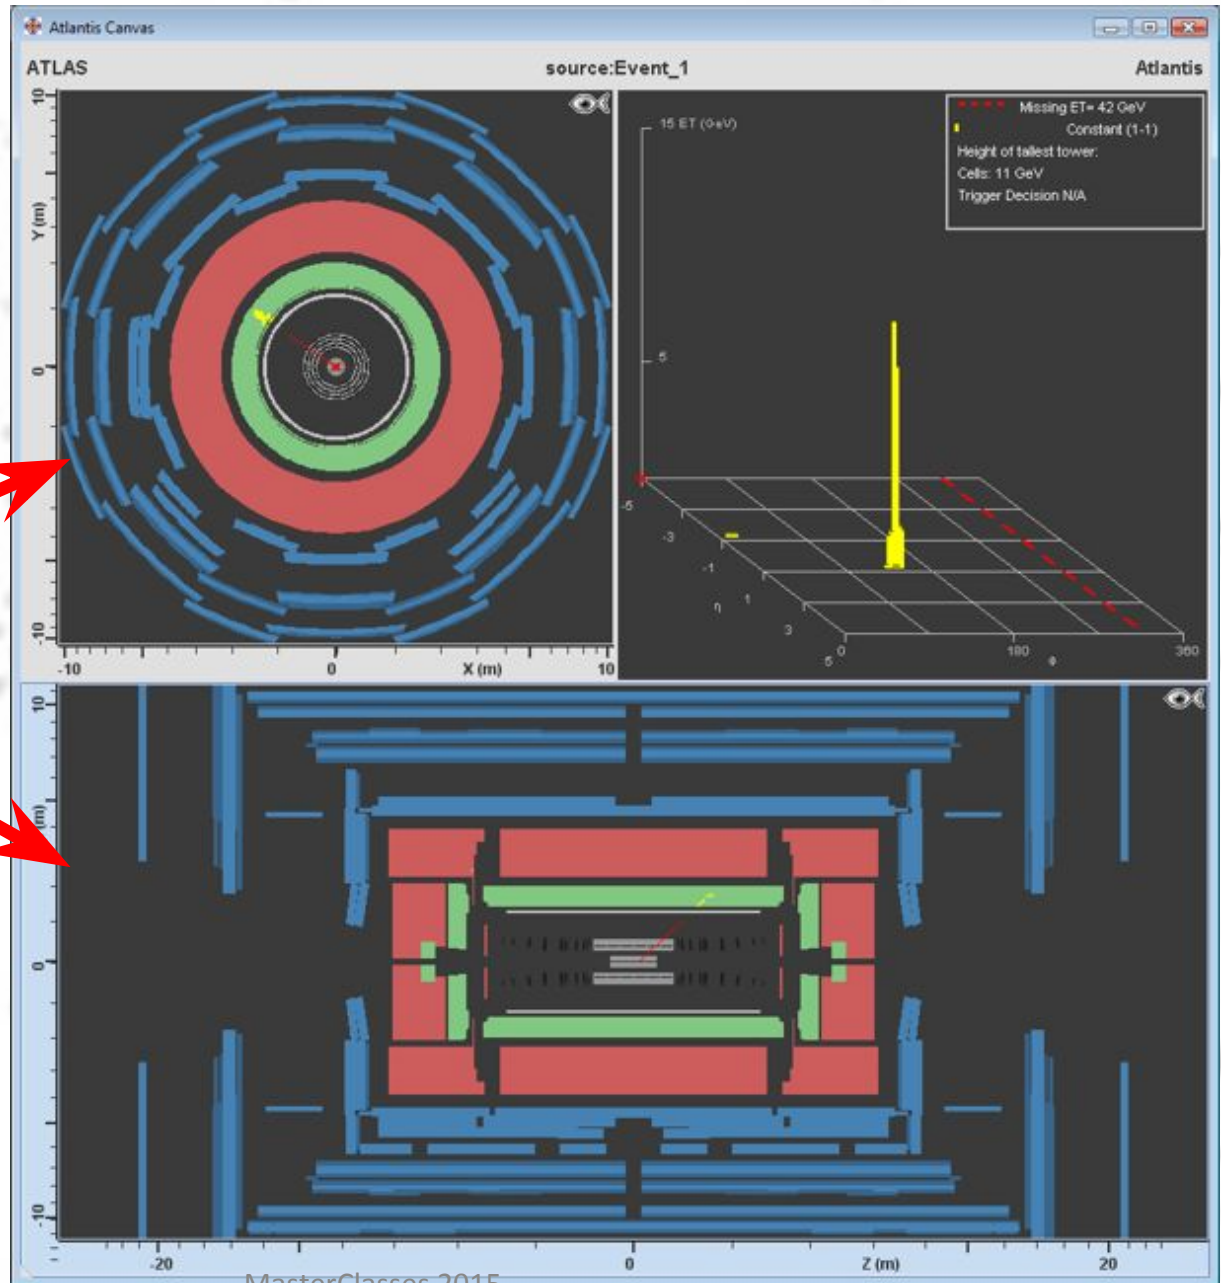 Atlantis Canvas
ATLAS source:Event_1 Atlantis
10
Y (m)
0
-10
-10 0 X (m) 10
15 ET (GeV)
5
Missing ET= 42 GeV
Constant (1-1)
Height of tallest tower:
Cells: 11 GeV
Trigger Decision N/A
-5
-3
-1
η 1
3
5 0 180 Φ 360
10
(m)
0
-10
-20 0 Z (m) 20
MasterClasses 2015